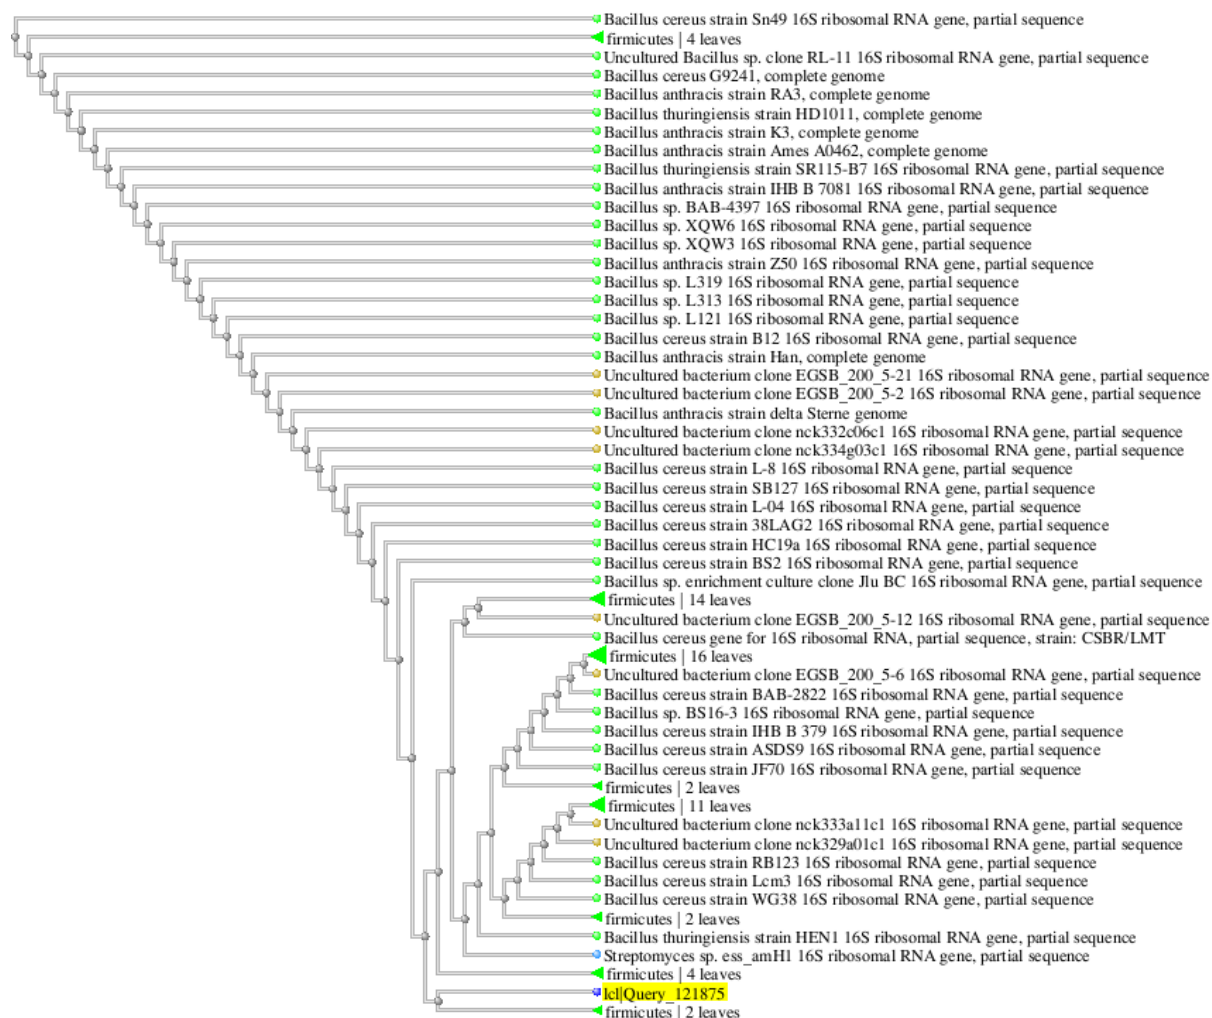 Bacillus cereus strain Sn49 16S ribosomal RNA gene, partial sequence
firmicutes | 4 leaves
Uncultured Bacillus sp. clone RL-11 16S ribosomal RNA gene, partial sequence
Bacillus cereus G9241, complete genome
Bacillus anthracis strain RA3, complete genome
Bacillus thuringiensis strain HD1011, complete genome
Bacillus anthracis strain K3, complete genome
Bacillus anthracis strain Ames A0462, complete genome
Bacillus thuringiensis strain SR115-B7 16S ribosomal RNA gene, partial sequence
Bacillus anthracis strain IHB B 7081 16S ribosomal RNA gene, partial sequence
Bacillus sp. BAB-4397 16S ribosomal RNA gene, partial sequence
Bacillus sp. XQW6 16S ribosomal RNA gene, partial sequence
Bacillus sp. XQW3 16S ribosomal RNA gene, partial sequence
Bacillus anthracis strain Z50 16S ribosomal RNA gene, partial sequence
Bacillus sp. L319 16S ribosomal RNA gene, partial sequence
Bacillus sp. L313 16S ribosomal RNA gene, partial sequence
Bacillus sp. L121 16S ribosomal RNA gene, partial sequence
Bacillus cereus strain B12 16S ribosomal RNA gene, partial sequence
Bacillus anthracis strain Han, complete genome
Uncultured bacterium clone EGSB_200_5-21 16S ribosomal RNA gene, partial sequence
Uncultured bacterium clone EGSB_200_5-2 16S ribosomal RNA gene, partial sequence
Bacillus anthracis strain delta Sterne genome
Uncultured bacterium clone nck332c06c1 16S ribosomal RNA gene, partial sequence
Uncultured bacterium clone nck334g03c1 16S ribosomal RNA gene, partial sequence
Bacillus cereus strain L-8 16S ribosomal RNA gene, partial sequence
Bacillus cereus strain SB127 16S ribosomal RNA gene, partial sequence
Bacillus cereus strain L-04 16S ribosomal RNA gene, partial sequence
Bacillus cereus strain 38LAG2 16S ribosomal RNA gene, partial sequence
Bacillus cereus strain HC19a 16S ribosomal RNA gene, partial sequence
Bacillus cereus strain BS2 16S ribosomal RNA gene, partial sequence
Bacillus sp. enrichment culture clone Jlu BC 16S ribosomal RNA gene, partial sequence
firmicutes | 14 leaves
Uncultured bacterium clone EGSB_200_5-12 16S ribosomal RNA gene, partial sequence
Bacillus cereus gene for 16S ribosomal RNA, partial sequence, strain: CSBR/LMT
firmicutes | 16 leaves
Uncultured bacterium clone EGSB_200_5-6 16S ribosomal RNA gene, partial sequence
Bacillus cereus strain BAB-2822 16S ribosomal RNA gene, partial sequence
Bacillus sp. BS16-3 16S ribosomal RNA gene, partial sequence
Bacillus cereus strain IHB B 379 16S ribosomal RNA gene, partial sequence
Bacillus cereus strain ASDS9 16S ribosomal RNA gene, partial sequence
Bacillus cereus strain JF70 16S ribosomal RNA gene, partial sequence
firmicutes | 2 leaves
firmicutes | 11 leaves
Uncultured bacterium clone nck333a11c1 16S ribosomal RNA gene, partial sequence
Uncultured bacterium clone nck329a01c1 16S ribosomal RNA gene, partial sequence
Bacillus cereus strain RB123 16S ribosomal RNA gene, partial sequence
Bacillus cereus strain Lcm3 16S ribosomal RNA gene, partial sequence
Bacillus cereus strain WG38 16S ribosomal RNA gene, partial sequence
firmicutes | 2 leaves
Bacillus thuringiensis strain HEN1 16S ribosomal RNA gene, partial sequence
Streptomyces sp. ess_amH1 16S ribosomal RNA gene, partial sequence
firmicutes | 4 leaves
lcl|Query_121875
firmicutes | 2 leaves